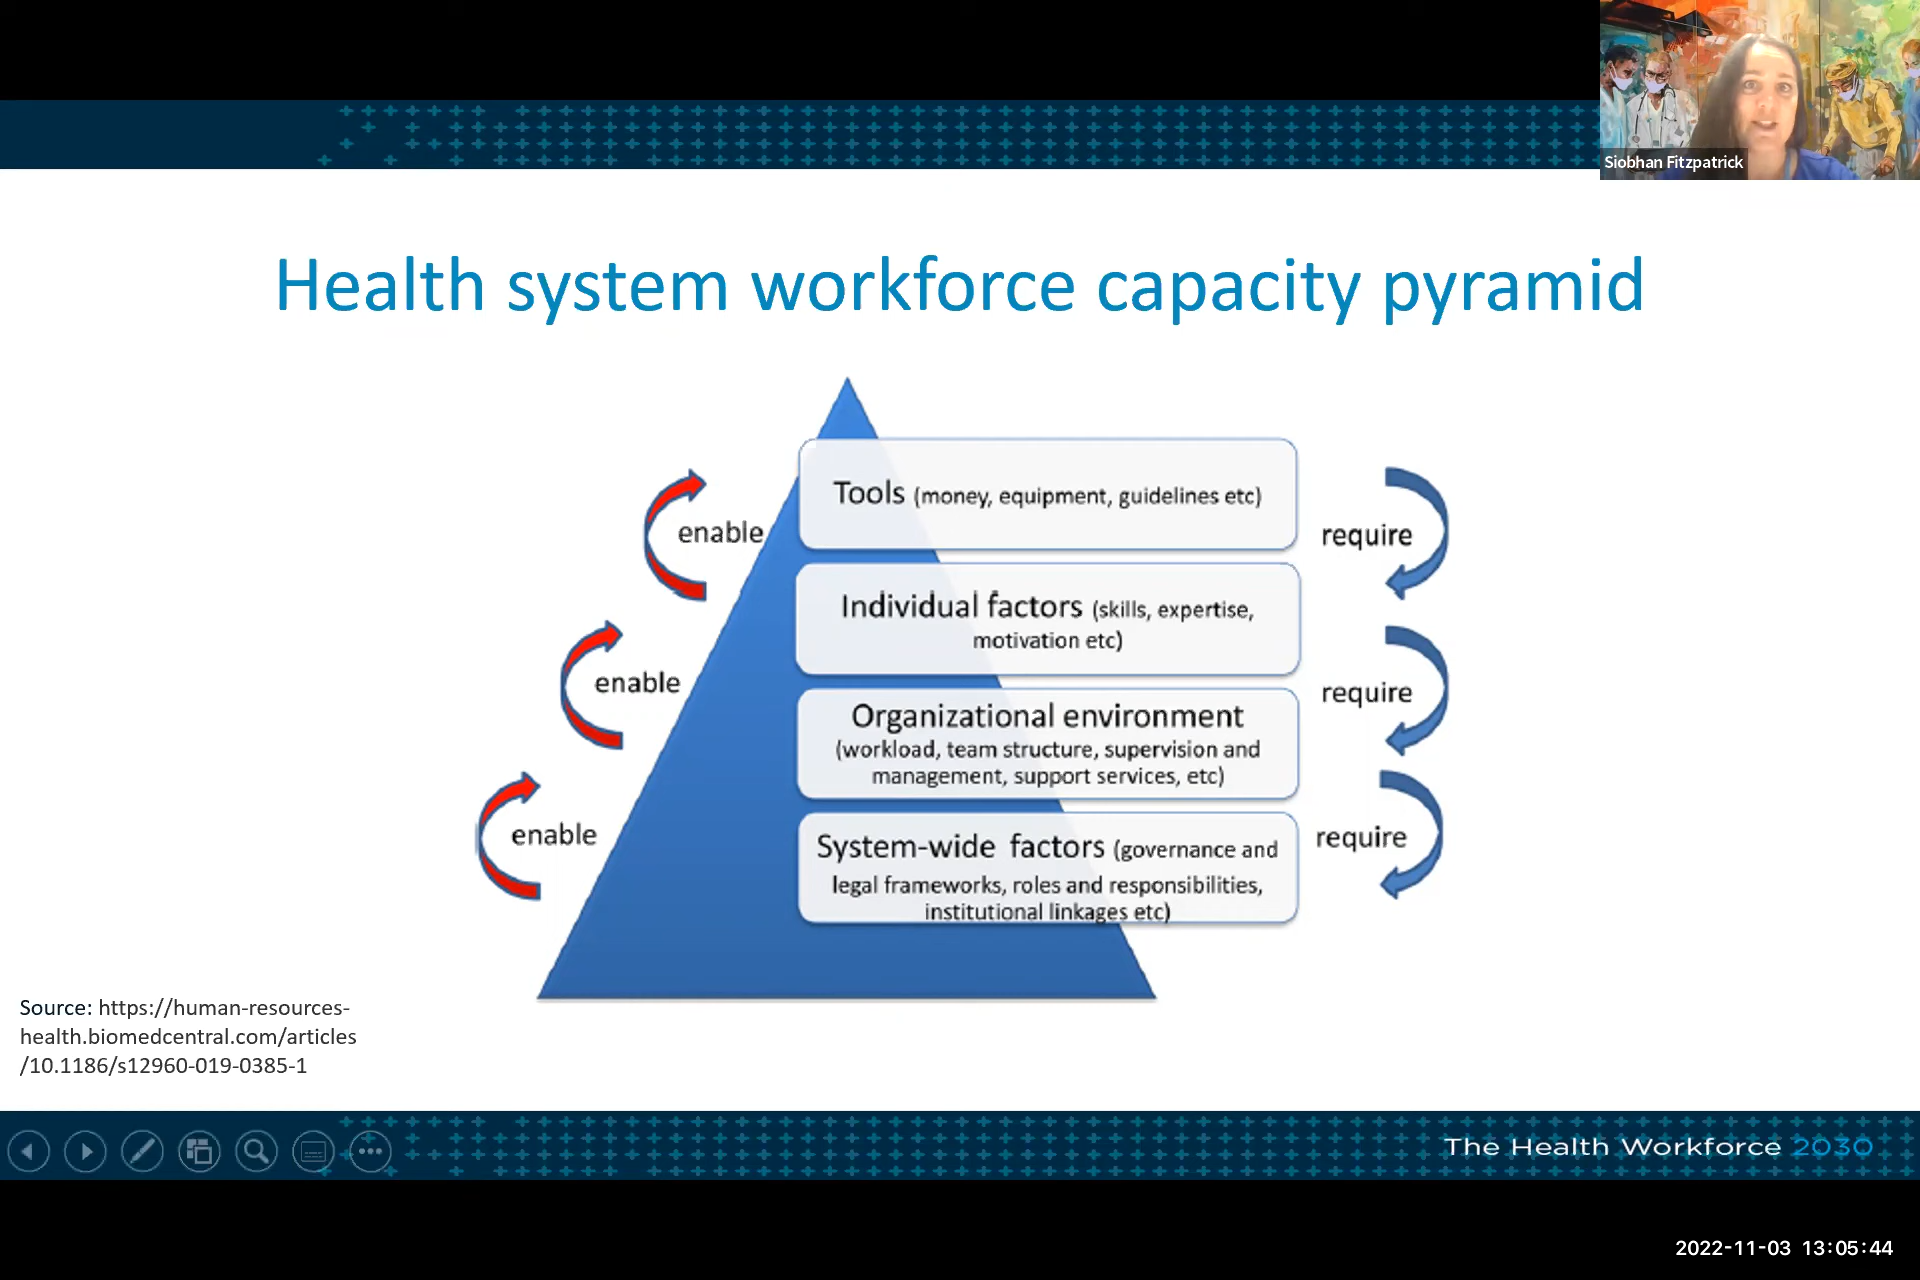 Siobhan Fitzpatrick
Health system workforce capacity pyramid
Tools (money, equipment, guidelines etc)
enable
require
Individual factors (skills, expertise,
motivation etc)
enable
require
Organizational environment
(workload, team structure, supervision and
management, support services, etc)
enable
require
System-wide factors (governance and
legal frameworks, roles and responsibilities,
institutional linkages etc)
Source: https://human-resources-
health.biomedcentral.com/articles
/10.1186/s12960-019-0385-1
The Health Workforce 2030
2022-11-03 13:05:44